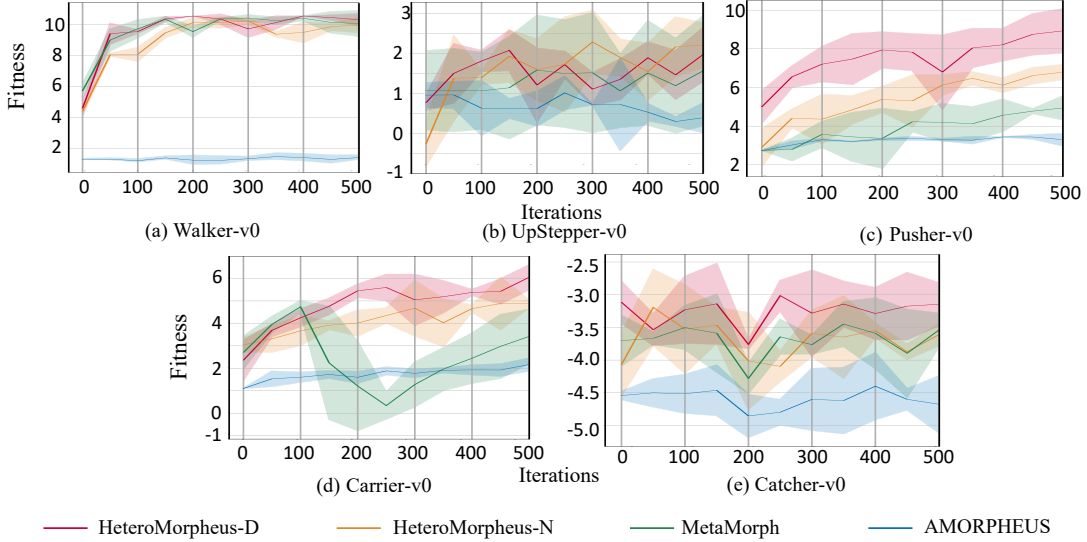 Fitness
10
8
6
4
2
0 100 200 300 400 500
(a) Walker-v0
3
2
1
0
-1
0 100 200 300 400 500
Iterations
(b) UpStepper-v0
10
8
6
4
2
0 100 200 300 400 500
(c) Pusher-v0
Fitness
6
4
2
0
-1
0 100 200 300 400 500
(d) Carrier-v0
Iterations
-2.5
-3.0
-3.5
-4.0
-4.5
-5.0
0 100 200 300 400 500
(e) Catcher-v0
HeteroMorpheus-D HeteroMorpheus-N MetaMorph AMORPHEUS